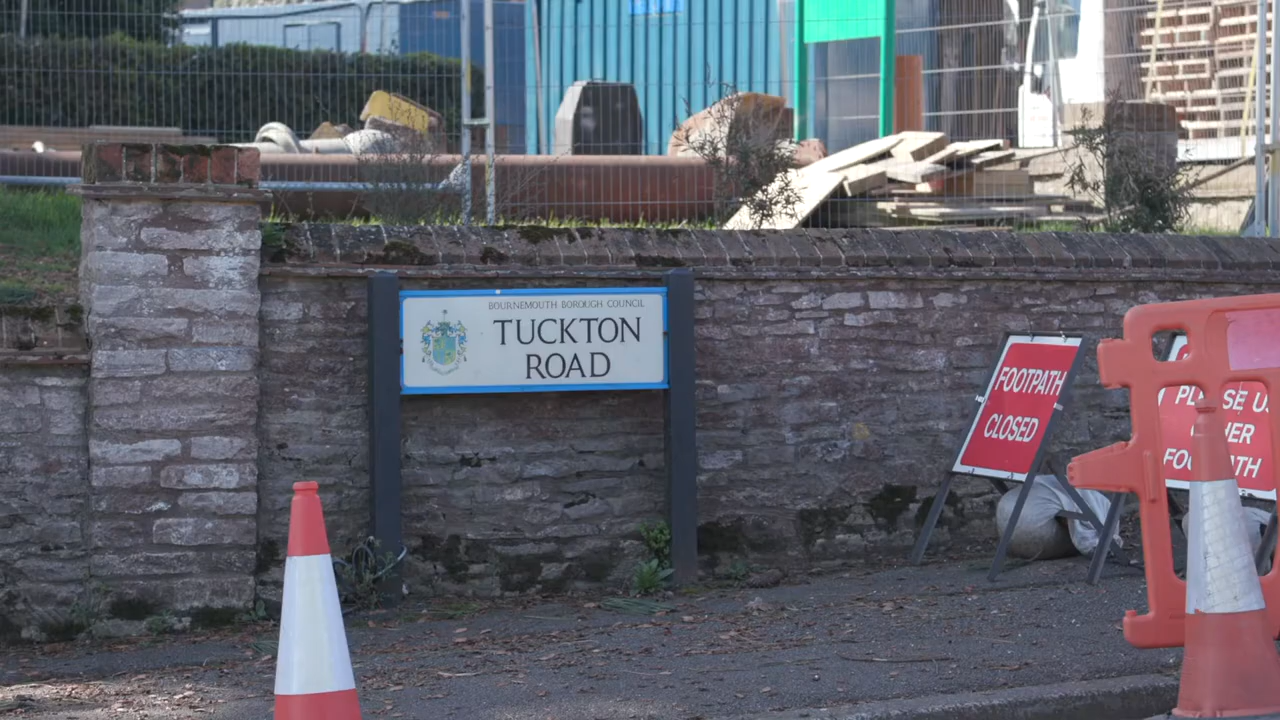 BOURNEMOUTH BOROUGH COUNCIL
TUCKTON
ROAD
FOOTPATH
CLOSED